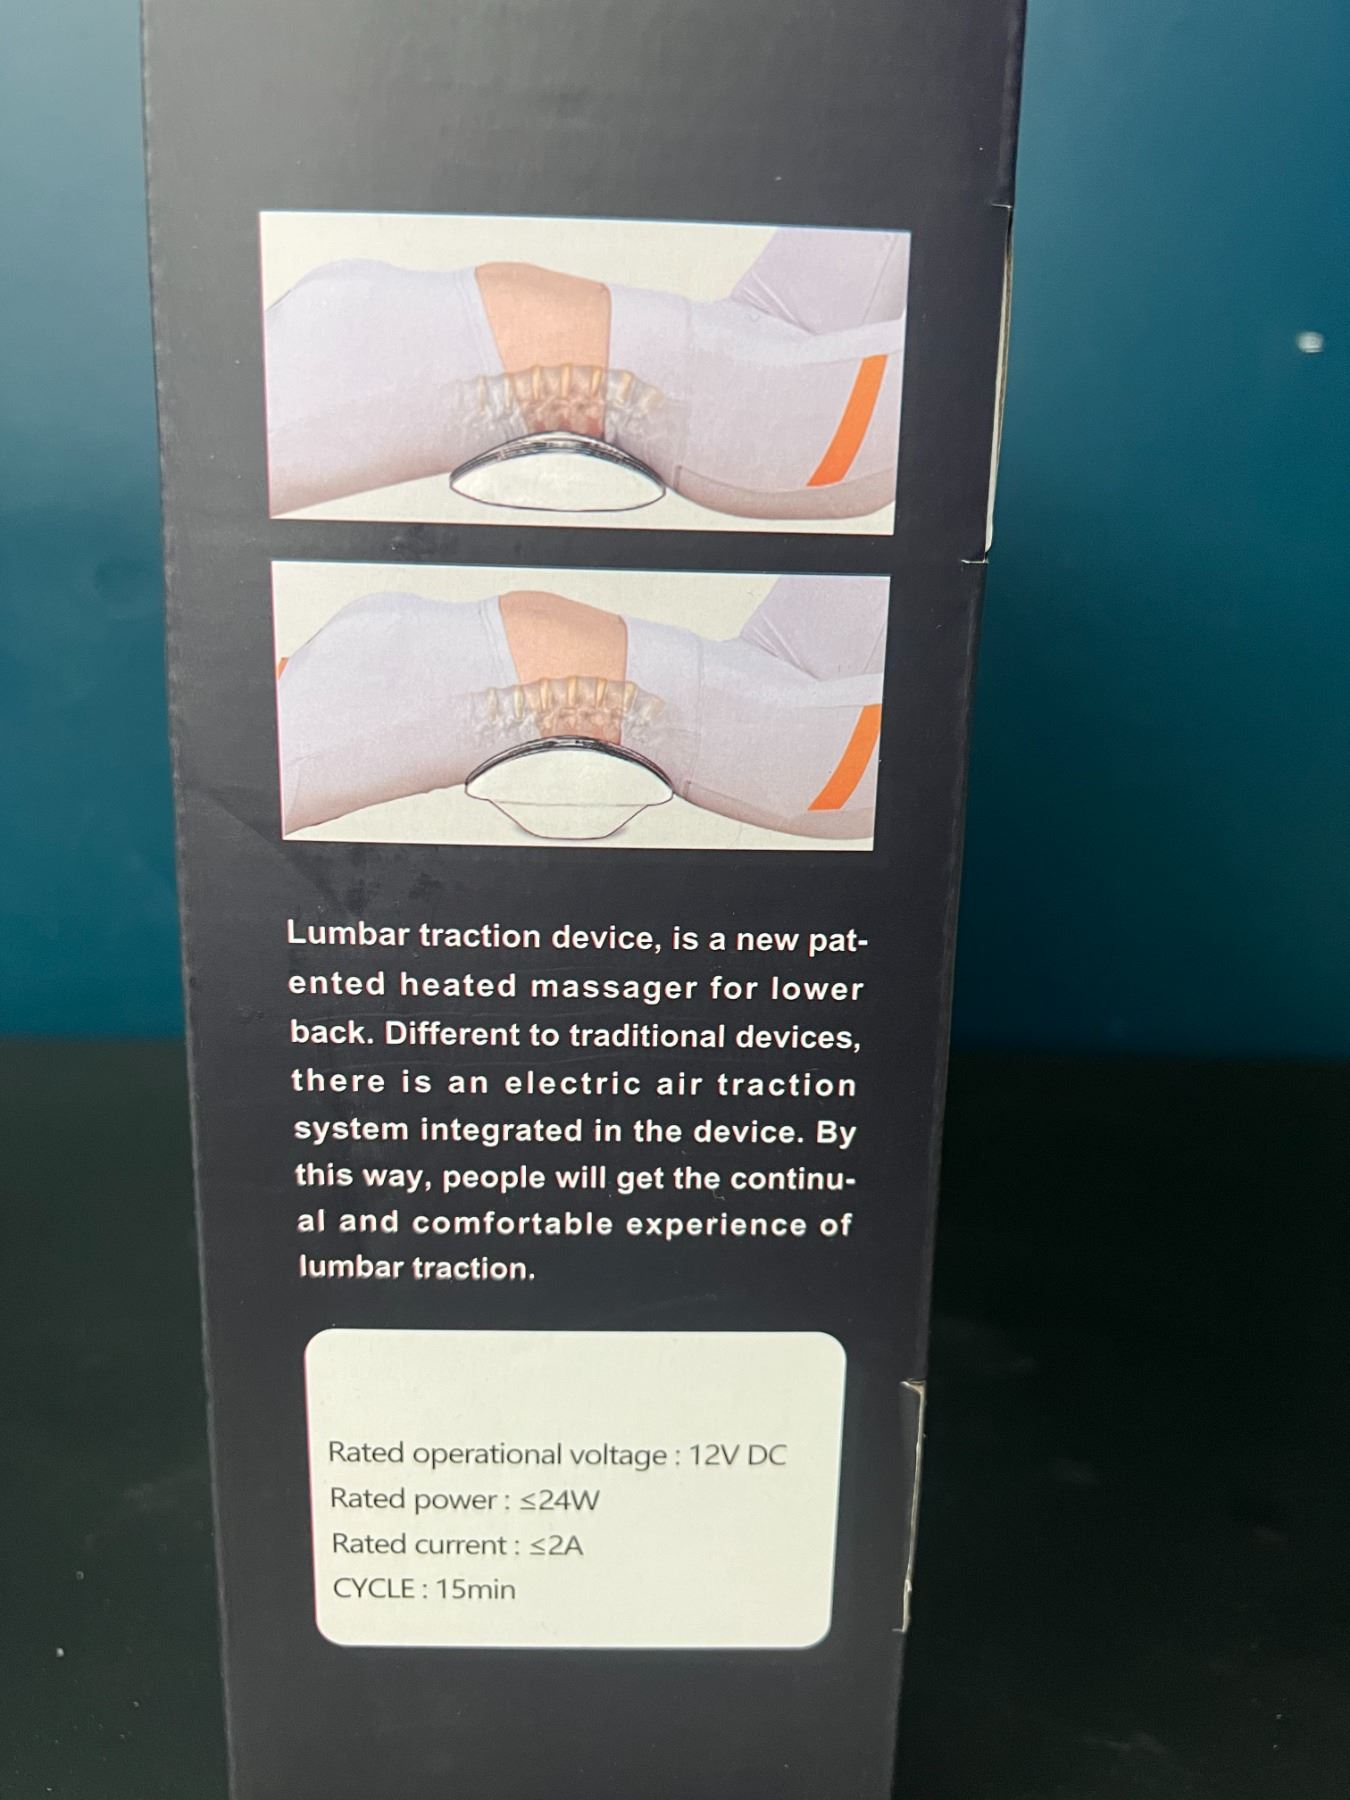 Lumbar traction device, is a new pat-
ented heated massager for lower
back. Different to traditional devices,
there is an electric air traction
system integrated in the device. By
this way, people will get the continu-
al and comfortable experience of
lumbar traction.
Rated operational voltage : 12V DC
Rated power : ≤24W
Rated current : ≤2A
CYCLE : 15min